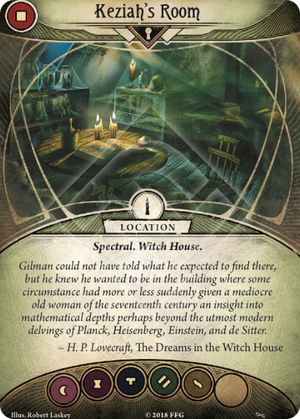 Keziah's Room
LOCATION
Spectral. Witch House.
Gilman could not have told what he expected to find there,
but he knew he wanted to be in the building where some
circumstance had more or less suddenly given a mediocre
old woman of the seventeenth century an insight into
mathematical depths perhaps beyond the utmost modern
delvings of Planck, Heisenberg, Einstein, and de Sitter.
– H. P. Lovecraft, The Dreams in the Witch House
Illus. Robert Laskey © 2018 FFG